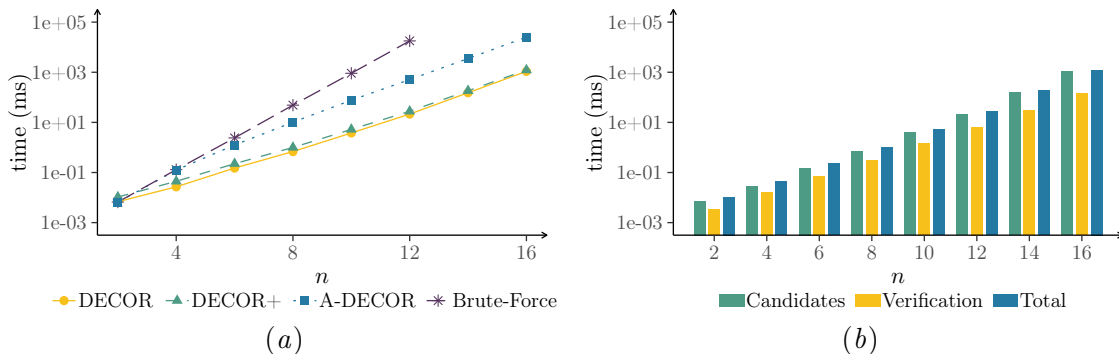 time (ms)
1e+05
1e+03
1e+01
1e-01
1e-03
4
8
12
16
n
DECOR
DECOR+
A-DECOR
Brute-Force
(a)
time (ms)
1e+05
1e+03
1e+01
1e-01
1e-03
2
4
6
8
10
12
14
16
n
Candidates
Verification
Total
(b)